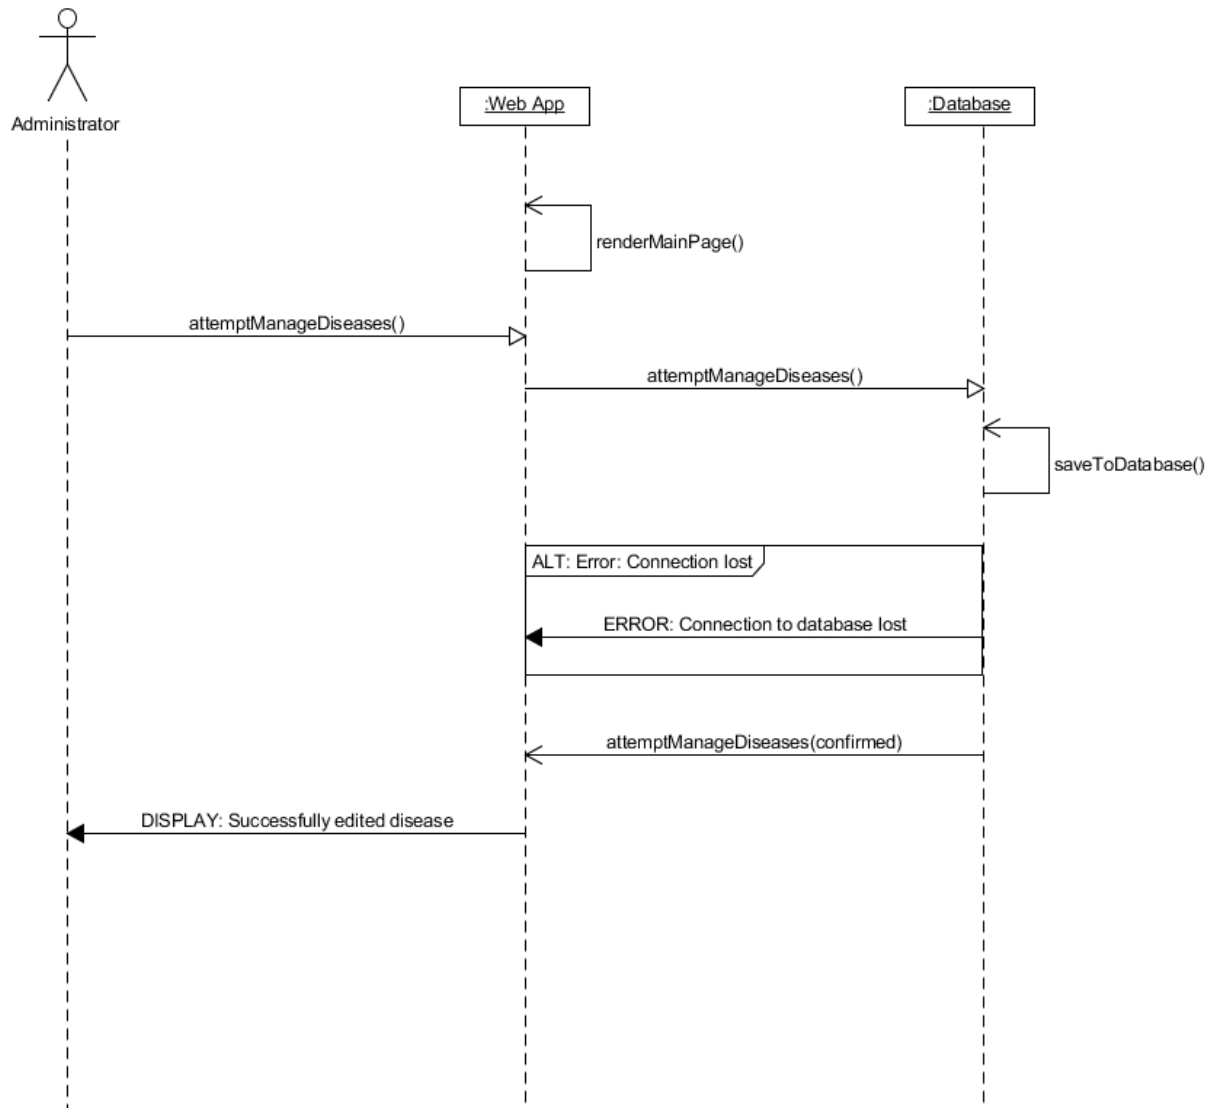 Administrator
:Web App
:Database
renderMainPage()
attemptManageDiseases()
attemptManageDiseases()
saveToDatabase()
ALT: Error: Connection lost
ERROR: Connection to database lost
attemptManageDiseases(confirmed)
DISPLAY: Successfully edited disease